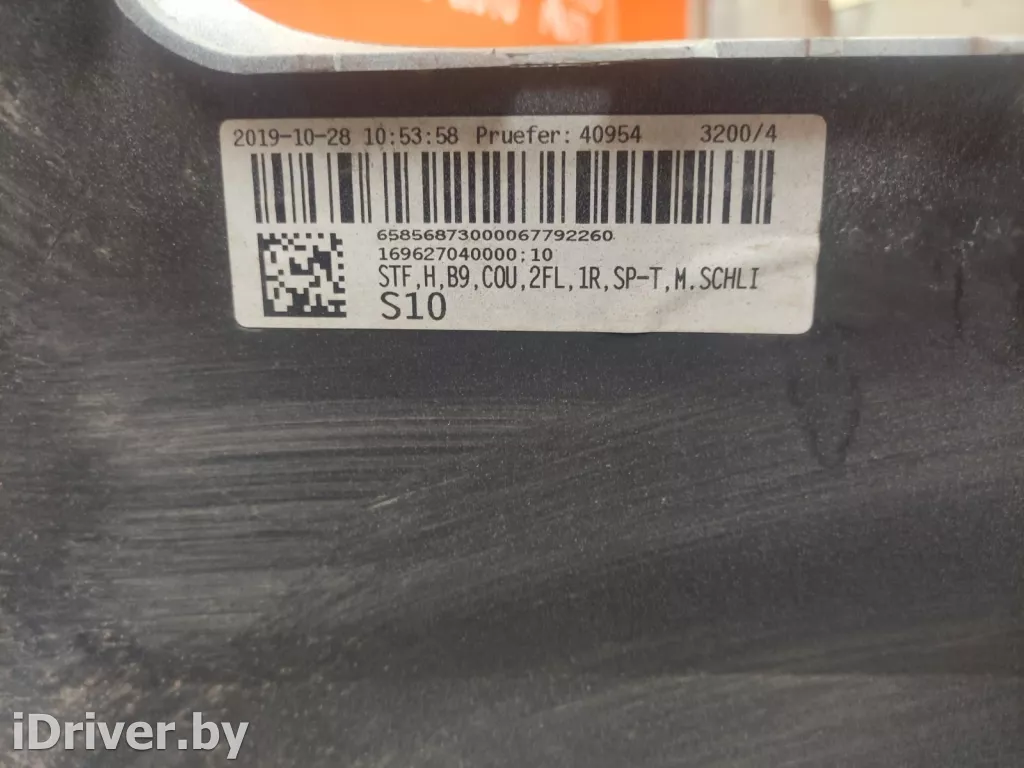 2019-10-28 10:53:58 Pruefer: 40954 3200/4
65856873000067792260
169627040000:10
STF,H,B9,COU,2FL,1R,SP-T,M.SCHLI
S10
iDriver.by